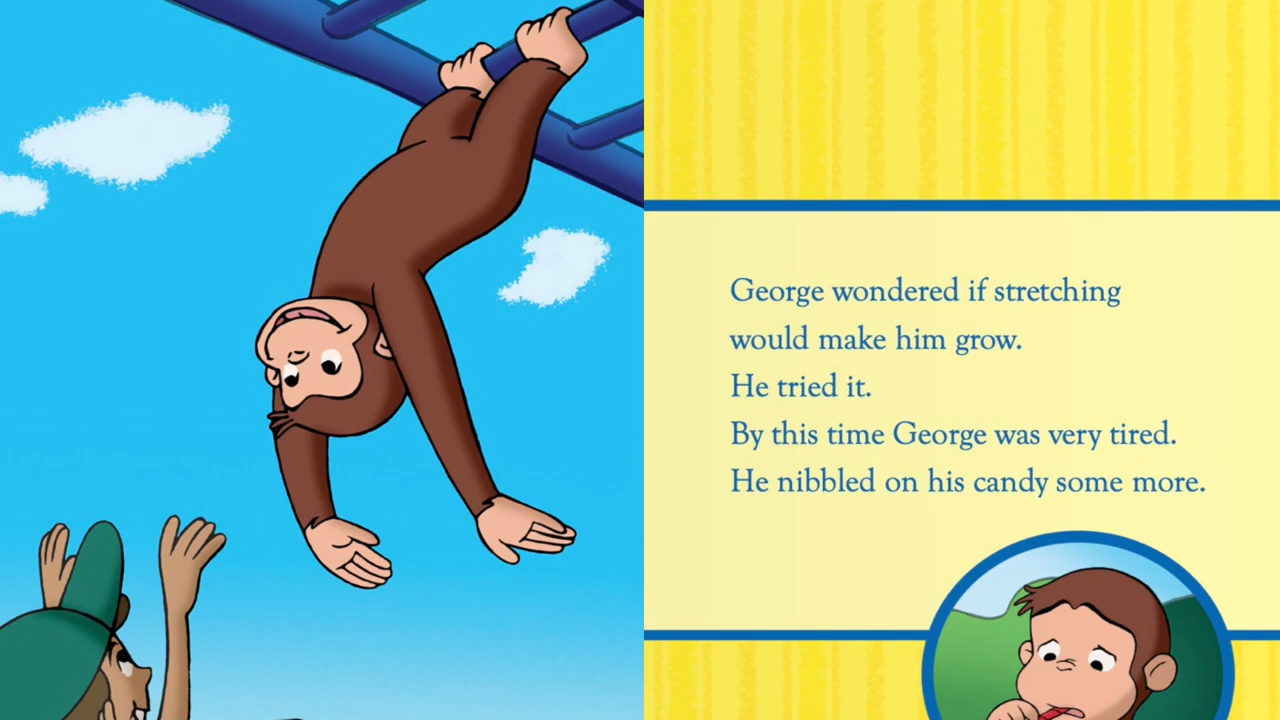 George wondered if stretching
would make him grow.
He tried it.
By this time George was very tired.
He nibbled on his candy some more.